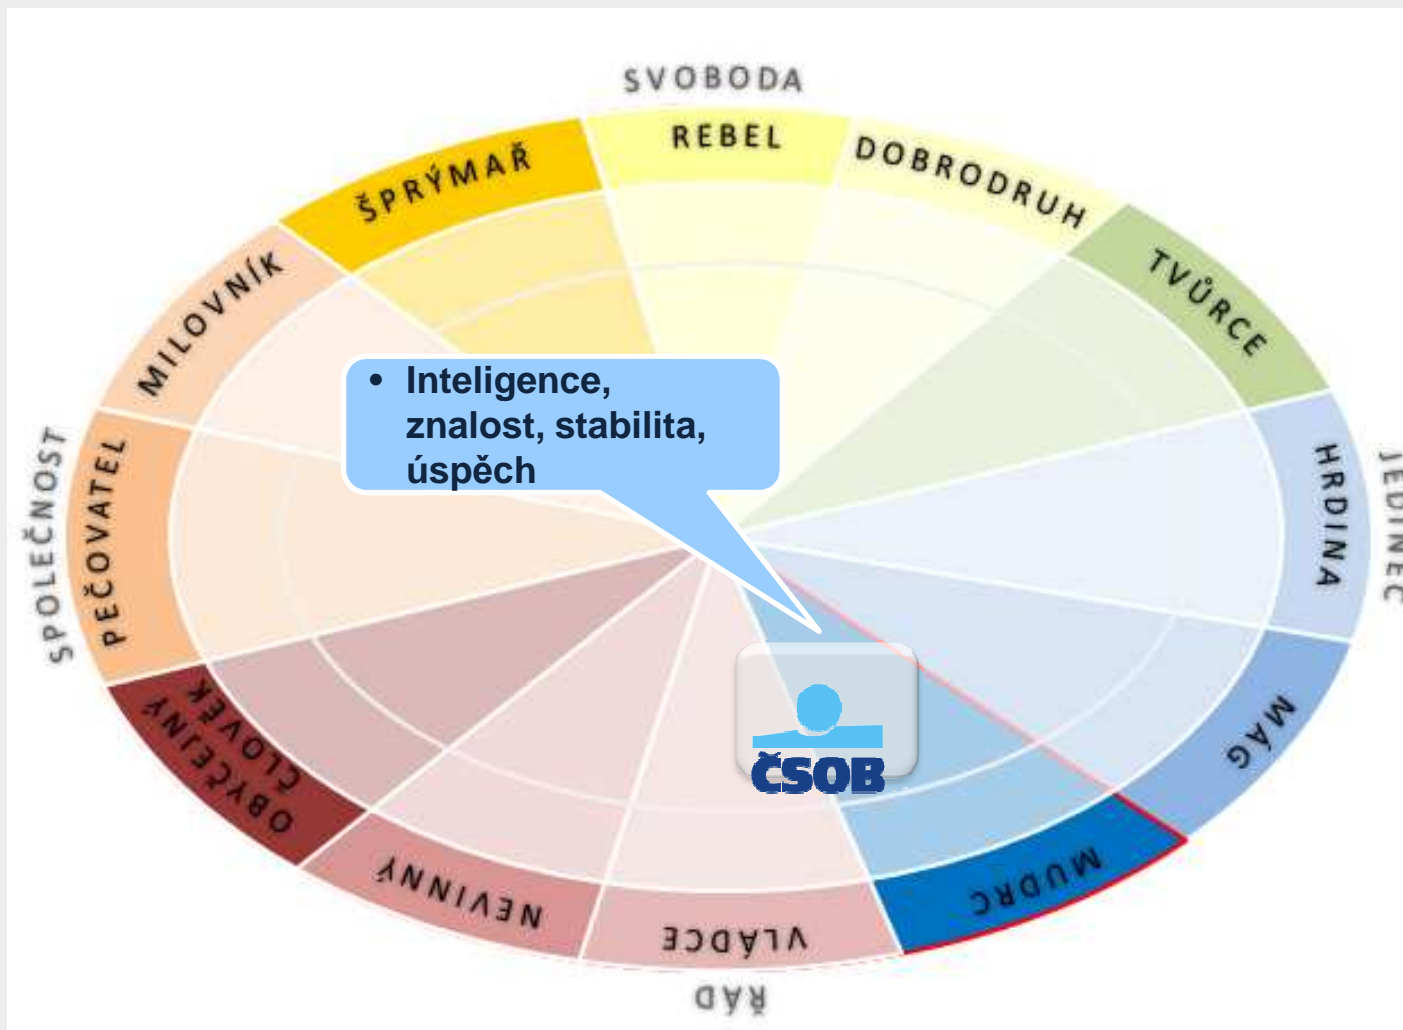 SVOBODA
REBEL
DOBRODRUH
TVŮRCE
HRDINA
JEDINEC
MÁG
MUDRC
VLÁDCE
ŘÁD
NEVINNÝ
OBYČEJNÝ
ČLOVĚK
PEČOVATEL
SPOLEČNOST
MILOVNÍK
ŠPRÝMAŘ
• Inteligence,
znalost, stabilita,
úspěch
ČSOB